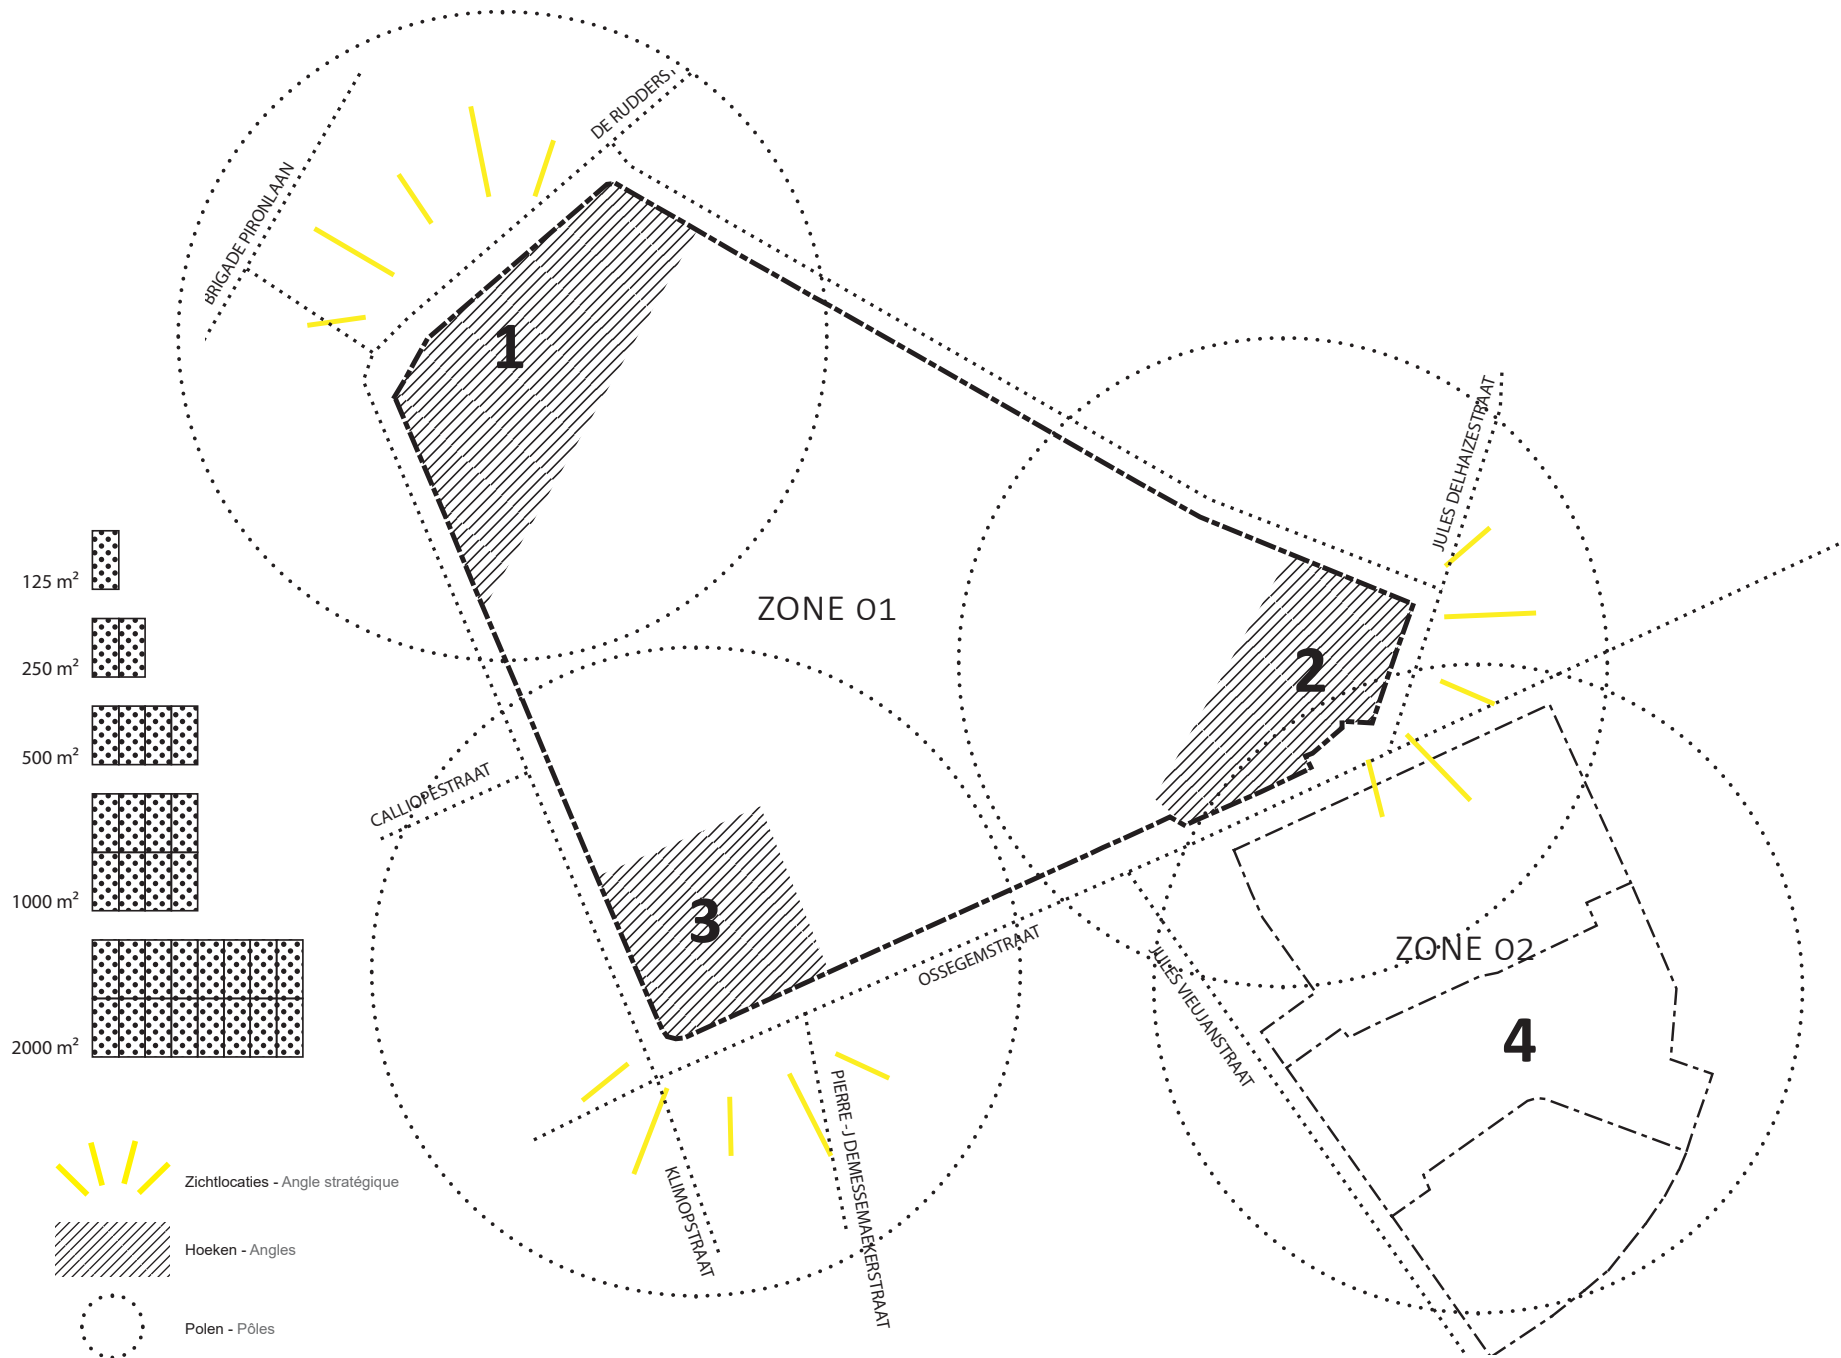 DE RUDDERS
BRIGADE PIRONLAAN
1
JULES DELHAIZESTRAAT
ZONE 01
2
CALLIOPESTRAAT
3
OSSEGEMSTRAAT
ZONE 02
JULES VIEUJANSTRAAT
4
PIERRE -J DEMESSEMAEKERSTRAAT
KLIMOPSTRAAT
125 m²
250 m²
500 m²
1000 m²
2000 m²
Zichtlocaties - Angle stratégique
Hoeken - Angles
Polen - Pôles